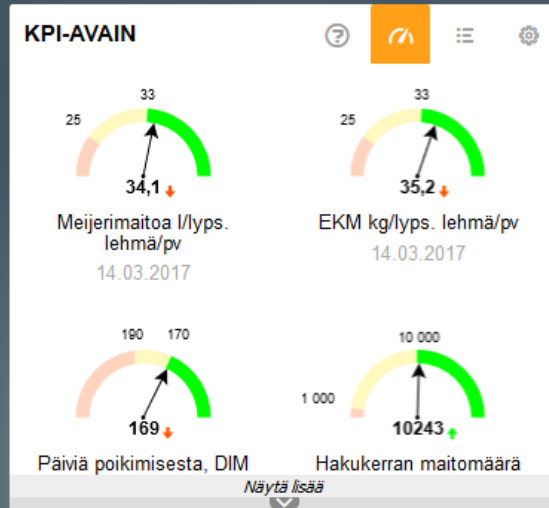 KPI-AVAIN
25
33
34,1
Meijerimaitoa l/lyps.
lehmä/pv
14.03.2017
25
33
35,2
EKM kg/lyps. lehmä/pv
14.03.2017
190
170
169
Päiviä poikimisesta, DIM
1 000
10 000
10243
Hakukerran maitomäärä
Näytä lisää